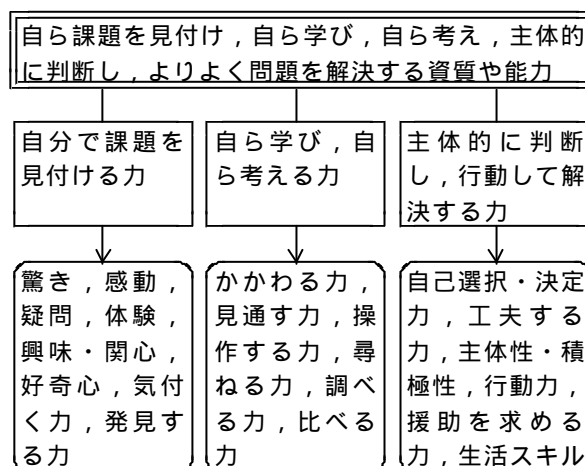 自ら課題を見付け，自ら学び，自ら考え，主体的
に判断し，よりよく問題を解決する資質や能力
自分で課題を
見付ける力
自ら学び，自
ら考える力
主体的に判断
し，行動して解
決する力
驚き，感動，
疑問，体験，
興味・関心，
好奇心，気付
く力，発見す
る力
かかわる力，
見通す力，操
作する力，尋
ねる力，調べ
る力，比べる
力
自己選択・決定
力，工夫する
力，主体性・積
極性，行動力，
援助を求める
力，生活スキル